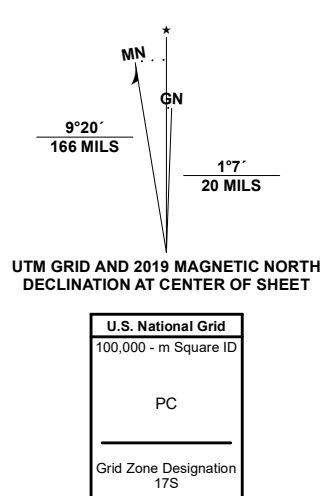 ★
MN
GN
9°20´
166 MILS
1°7´
20 MILS
UTM GRID AND 2019 MAGNETIC NORTH
DECLINATION AT CENTER OF SHEET
U.S. National Grid
100,000 - m Square ID
PC
Grid Zone Designation
17S